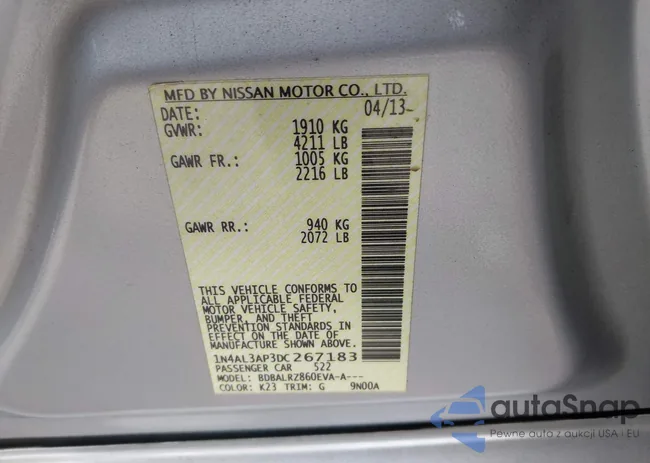 MFD BY NISSAN MOTOR CO., LTD.
DATE: 04/13
GVWR: 1910 KG
4211 LB
GAWR FR.: 1005 KG
2216 LB
GAWR RR.: 940 KG
2072 LB
THIS VEHICLE CONFORMS TO
ALL APPLICABLE FEDERAL
MOTOR VEHICLE SAFETY,
BUMPER, AND THEFT
PREVENTION STANDARDS IN
EFFECT ON THE DATE OF
MANUFACTURE SHOWN ABOVE.
1N4AL3AP3DC267183
PASSENGER CAR 522
MODEL: BDBALRZ860EVA-A---
COLOR: K23 TRIM: G 9N00A
autoSnap
Pewne auto z aukcji USA i EU